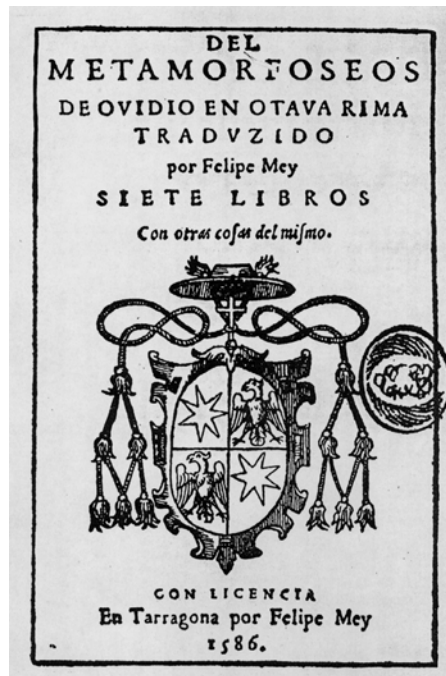 DEL
METAMORFOSEOS
DE OVIDIO EN OTAVA RIMA
TRADVZIDO
por Felipe Mey
SIETE LIBROS
Con otras coſas del miſmo.
CON LICENCIA
En Tarragona por Felipe Mey
1586.